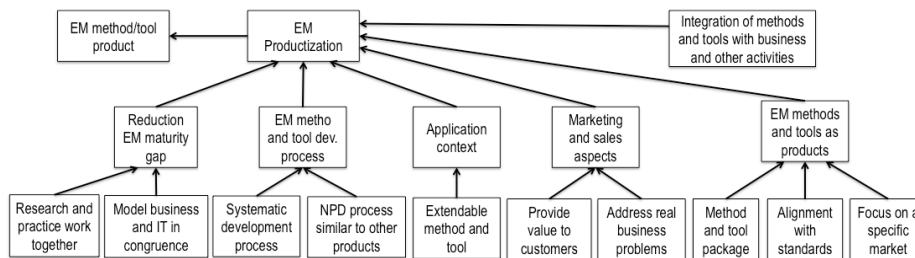 EM method/tool
product
EM
Productization
Integration of methods
and tools with business
and other activities
Reduction
EM maturity
gap
EM metho
and tool dev.
process
Application
context
Marketing
and sales
aspects
EM methods
and tools as
products
Research and
practice work
together
Model business
and IT in
congruence
Systematic
development
process
NPD process
similar to other
products
Extendable
method and
tool
Provide
value to
customers
Address real
business
problems
Method
and tool
package
Alignment
with
standards
Focus on a
specific
market